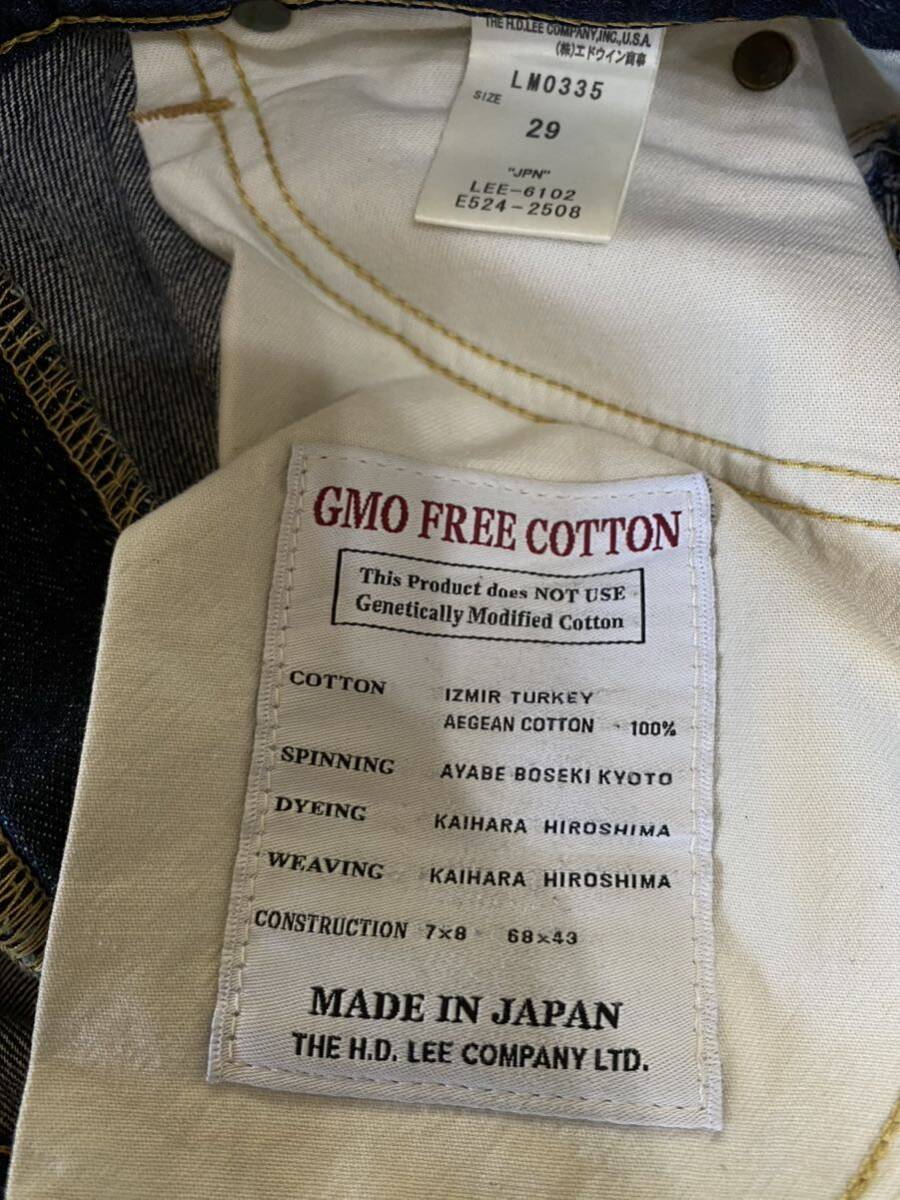 THE H.D.LEE COMPANY,INC.,U.S.A.
(株)エドウイン商事
LM0335
SIZE
29
"JPN"
LEE-6102
E524-2508
GMO FREE COTTON
This Product does NOT USE
Genetically Modified Cotton
COTTON IZMIR TURKEY
AEGEAN COTTON 100%
SPINNING AYABE BOSEKI KYOTO
DYEING KAIHARA HIROSHIMA
WEAVING KAIHARA HIROSHIMA
CONSTRUCTION 7×8 68×43
MADE IN JAPAN
THE H.D. LEE COMPANY LTD.